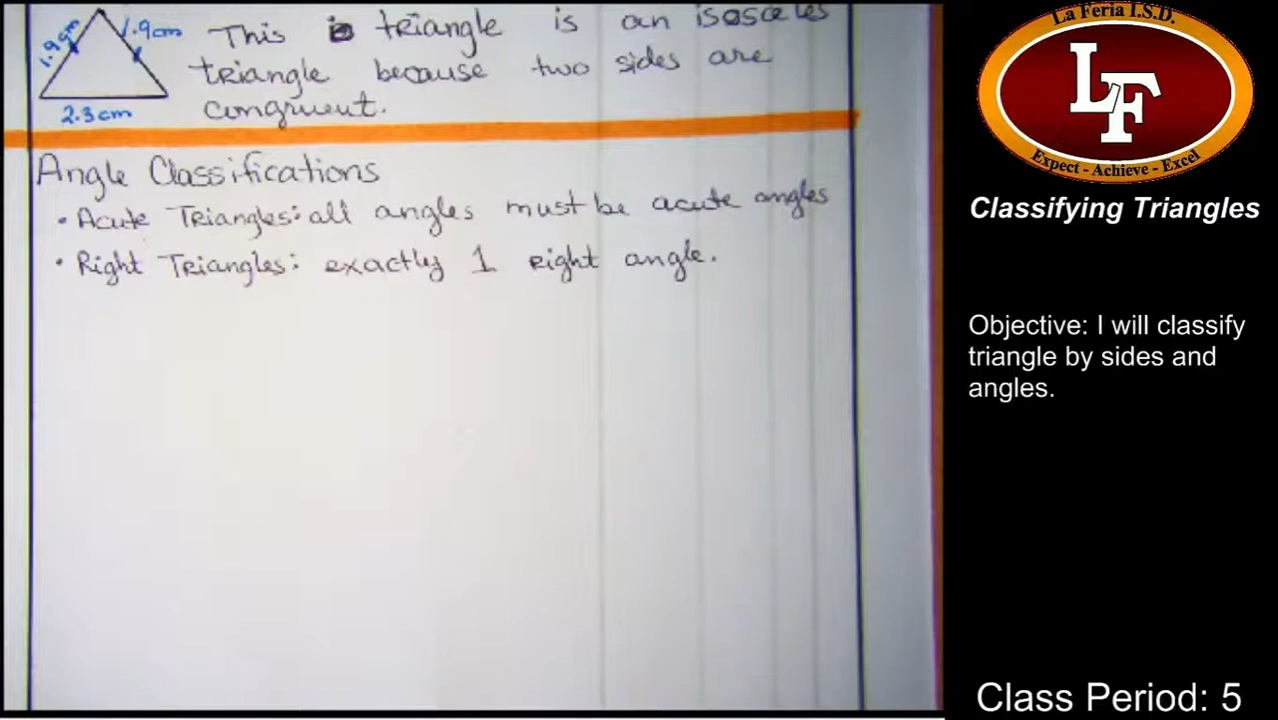 1.9cm
1.9cm
2.3cm
This triangle is an isosceles
triangle because two sides are
congruent.
Angle Classifications
• Acute Triangles: all angles must be acute angles
• Right Triangles: exactly 1 right angle.
La Feria I.S.D.
LF
Expect - Achieve - Excel
Classifying Triangles
Objective: I will classify
triangle by sides and
angles.
Class Period: 5